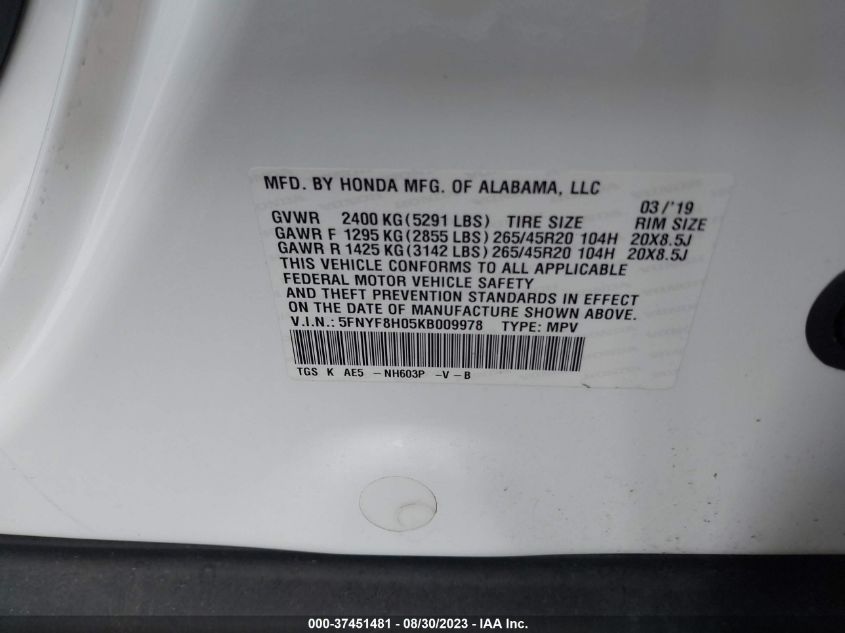 MFD. BY HONDA MFG. OF ALABAMA, LLC
03/'19
GVWR 2400 KG(5291 LBS) TIRE SIZE RIM SIZE
GAWR F 1295 KG(2855 LBS) 265/45R20 104H 20X8.5J
GAWR R 1425 KG(3142 LBS) 265/45R20 104H 20X8.5J
THIS VEHICLE CONFORMS TO ALL APPLICABLE
FEDERAL MOTOR VEHICLE SAFETY
AND THEFT PREVENTION STANDARDS IN EFFECT
ON THE DATE OF MANUFACTURE SHOWN ABOVE.
V.I.N.: 5FNYF8H05KB009978 TYPE: MPV
TGS K AE5 -NH603P -V-B
000-37451481 - 08/30/2023 - IAA Inc.